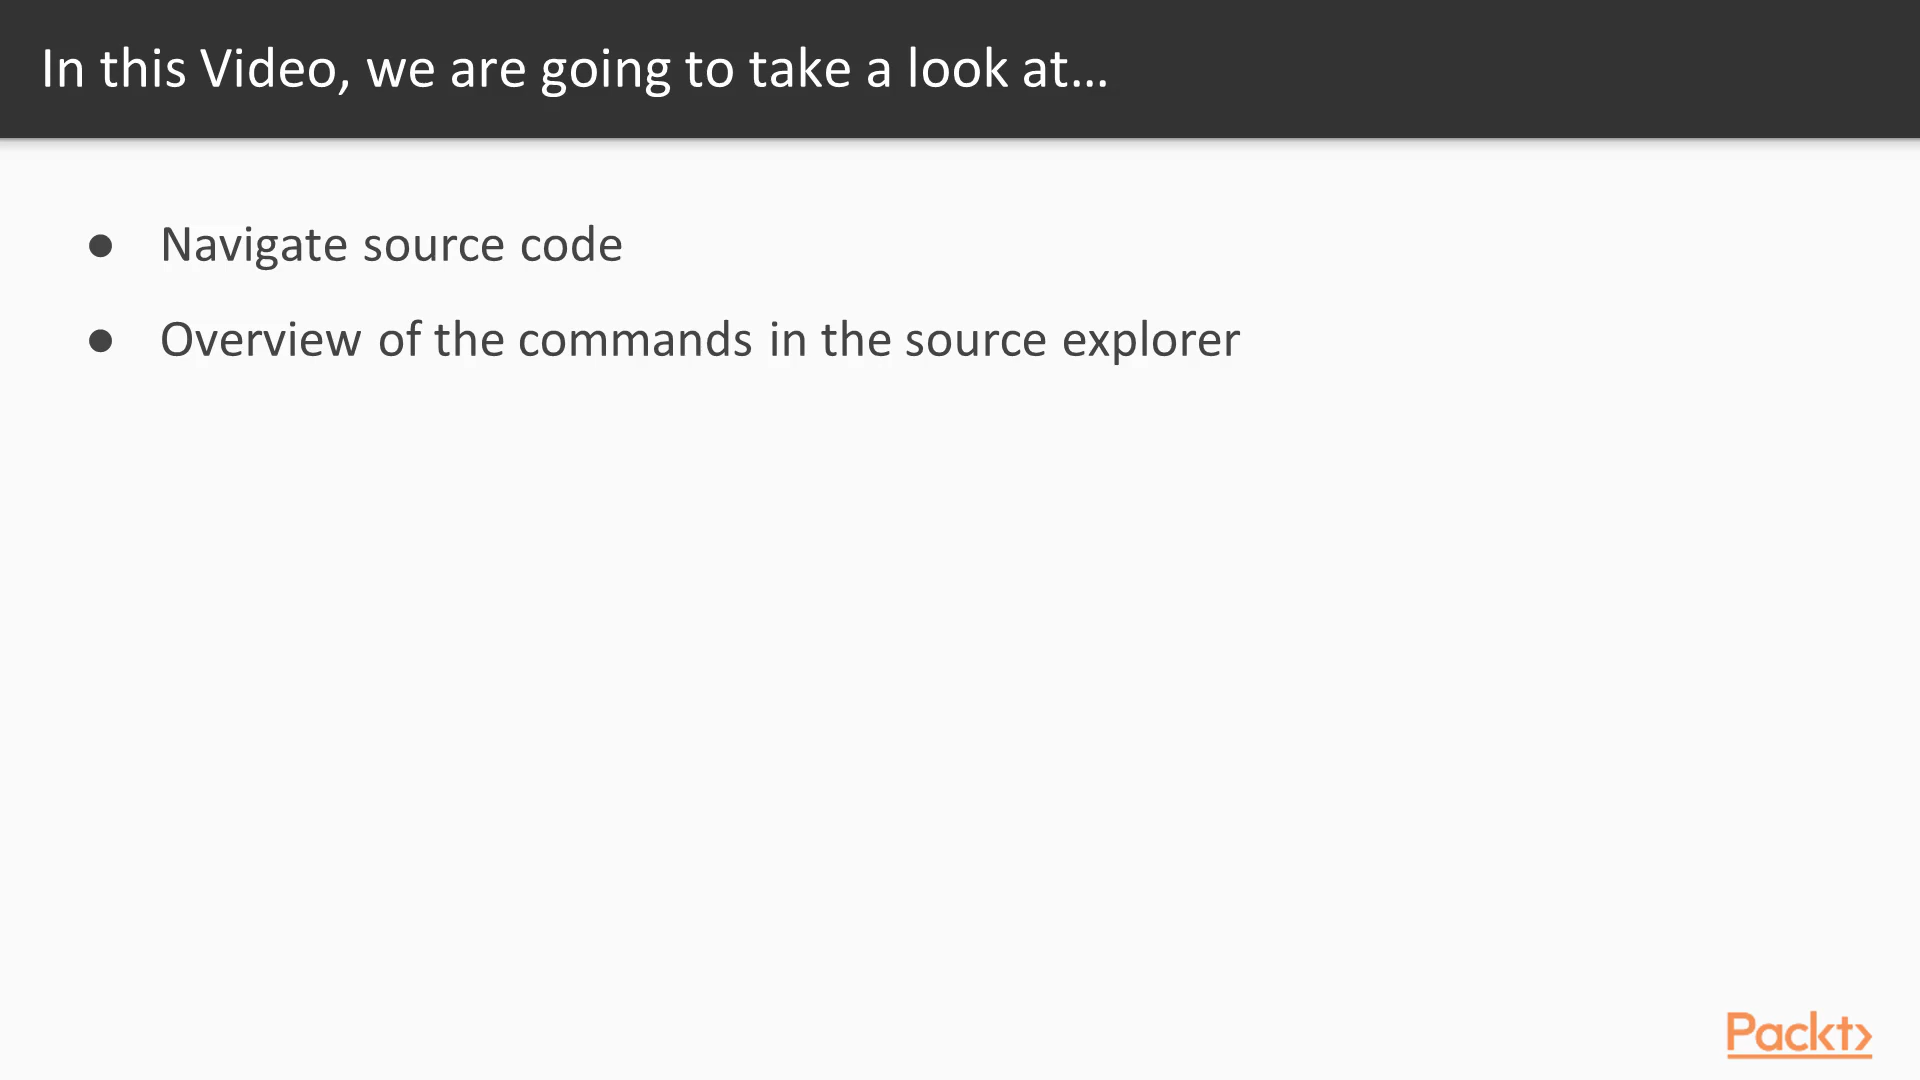 In this Video, we are going to take a look at…
● Navigate source code
● Overview of the commands in the source explorer
Packt>